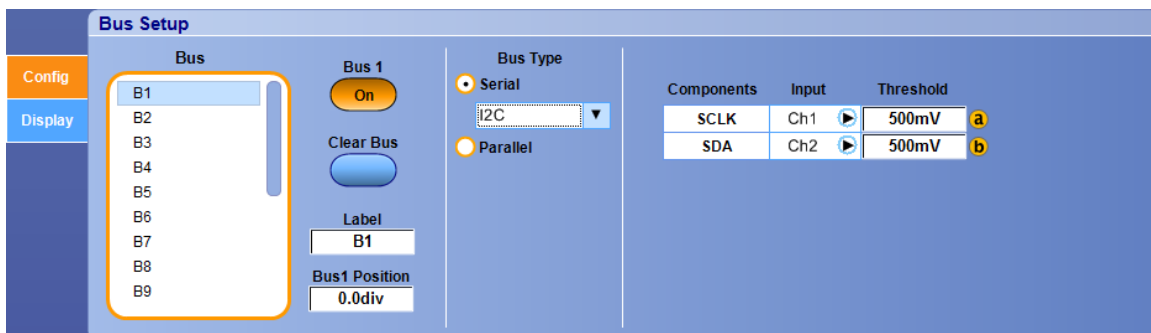 Bus Setup
Config
Display
Bus
B1
B2
B3
B4
B5
B6
B7
B8
B9
Bus 1
On
Clear Bus
Label
B1
Bus1 Position
0.0div
Bus Type
Serial
I2C
Parallel
Components Input Threshold
SCLK Ch1 500mV a
SDA Ch2 500mV b